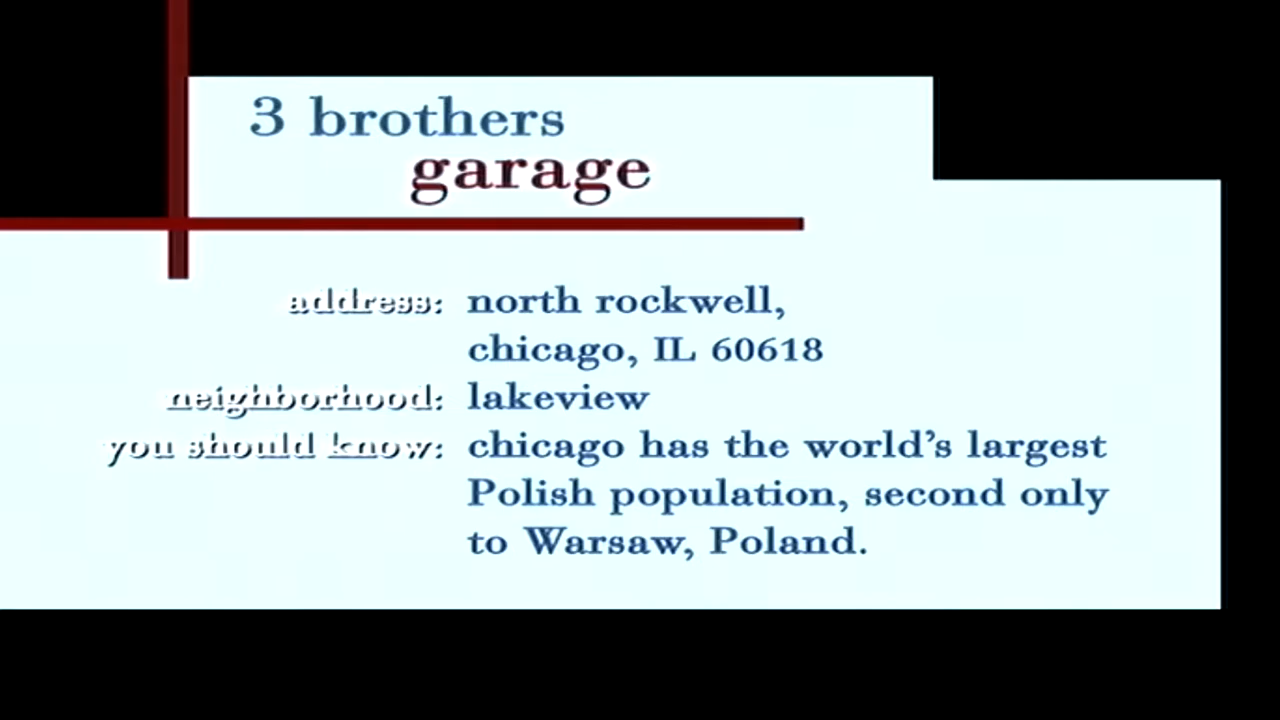 3 brothers
garage
address: north rockwell,
chicago, IL 60618
neighborhood: lakeview
you should know: chicago has the world's largest
Polish population, second only
to Warsaw, Poland.